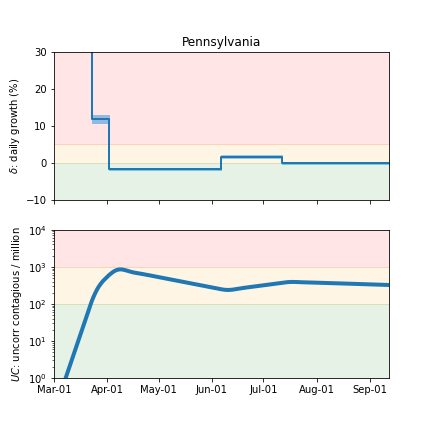 Pennsylvania
δ: daily growth (%)
30
20
10
0
−10
UC: uncorr contagious / million
10⁴
10³
10²
10¹
10⁰
Mar-01 Apr-01 May-01 Jun-01 Jul-01 Aug-01 Sep-01